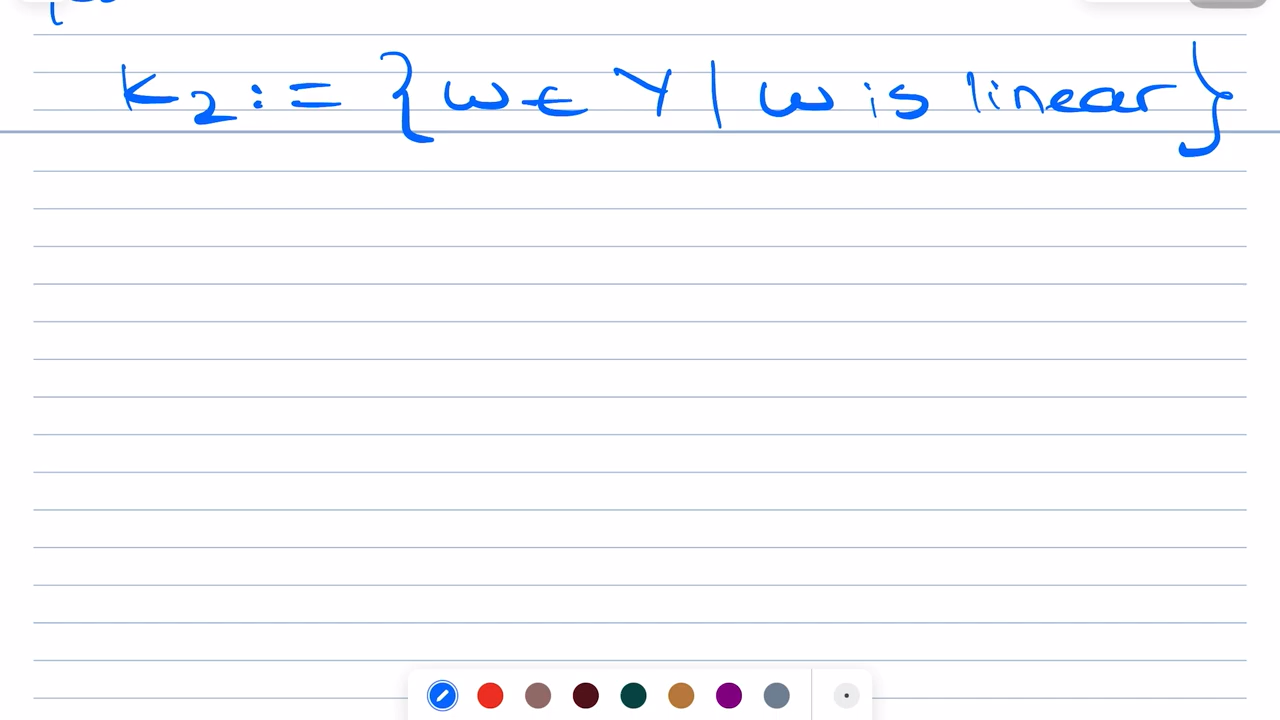 K₂ := {w ∈ Y | w is linear}